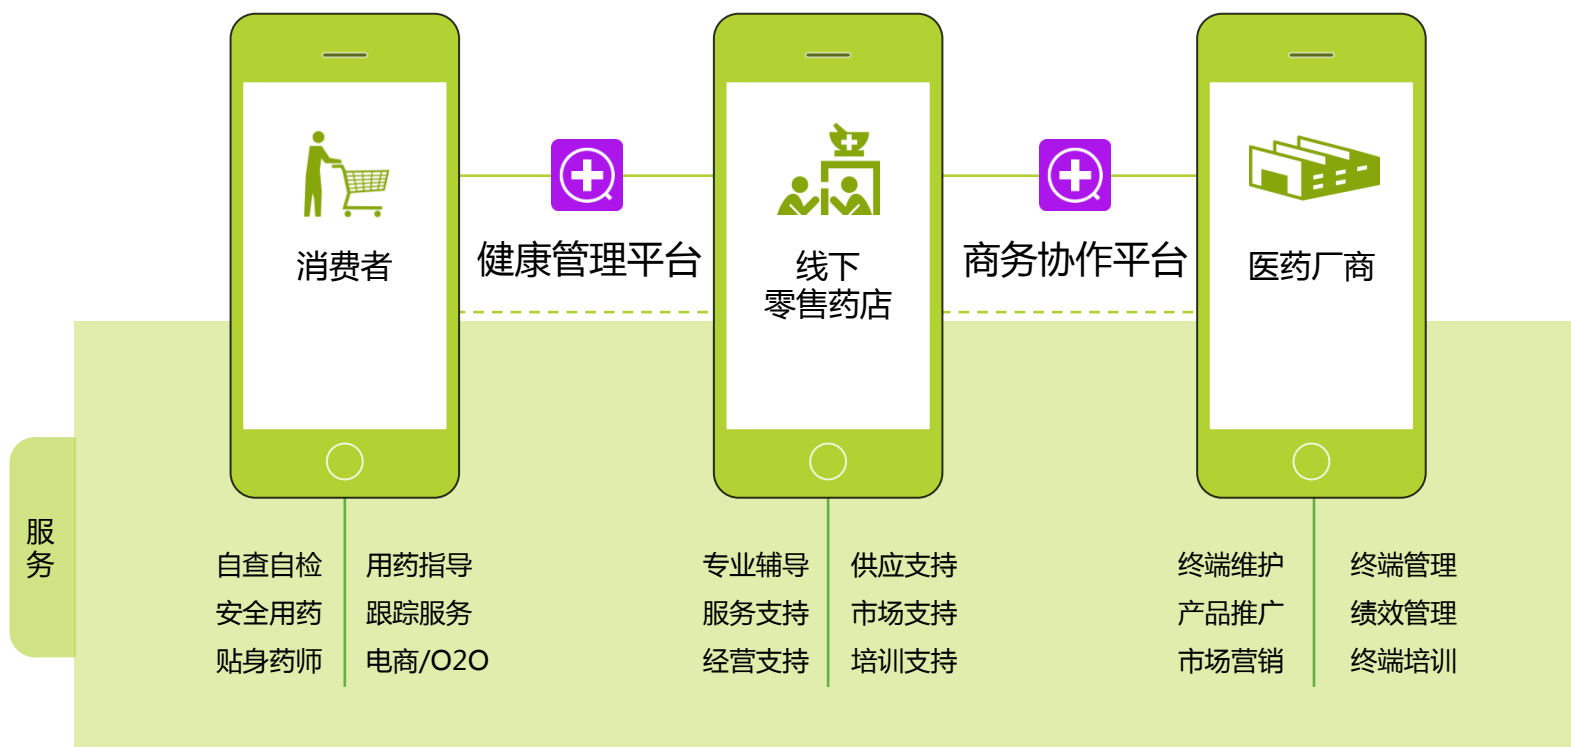 消费者
健康管理平台
线下
零售药店
商务协作平台
医药厂商
服
务
自查自检 用药指导
安全用药 跟踪服务
贴身药师 电商/O2O
专业辅导 供应支持
服务支持 市场支持
经营支持 培训支持
终端维护 终端管理
产品推广 绩效管理
市场营销 终端培训